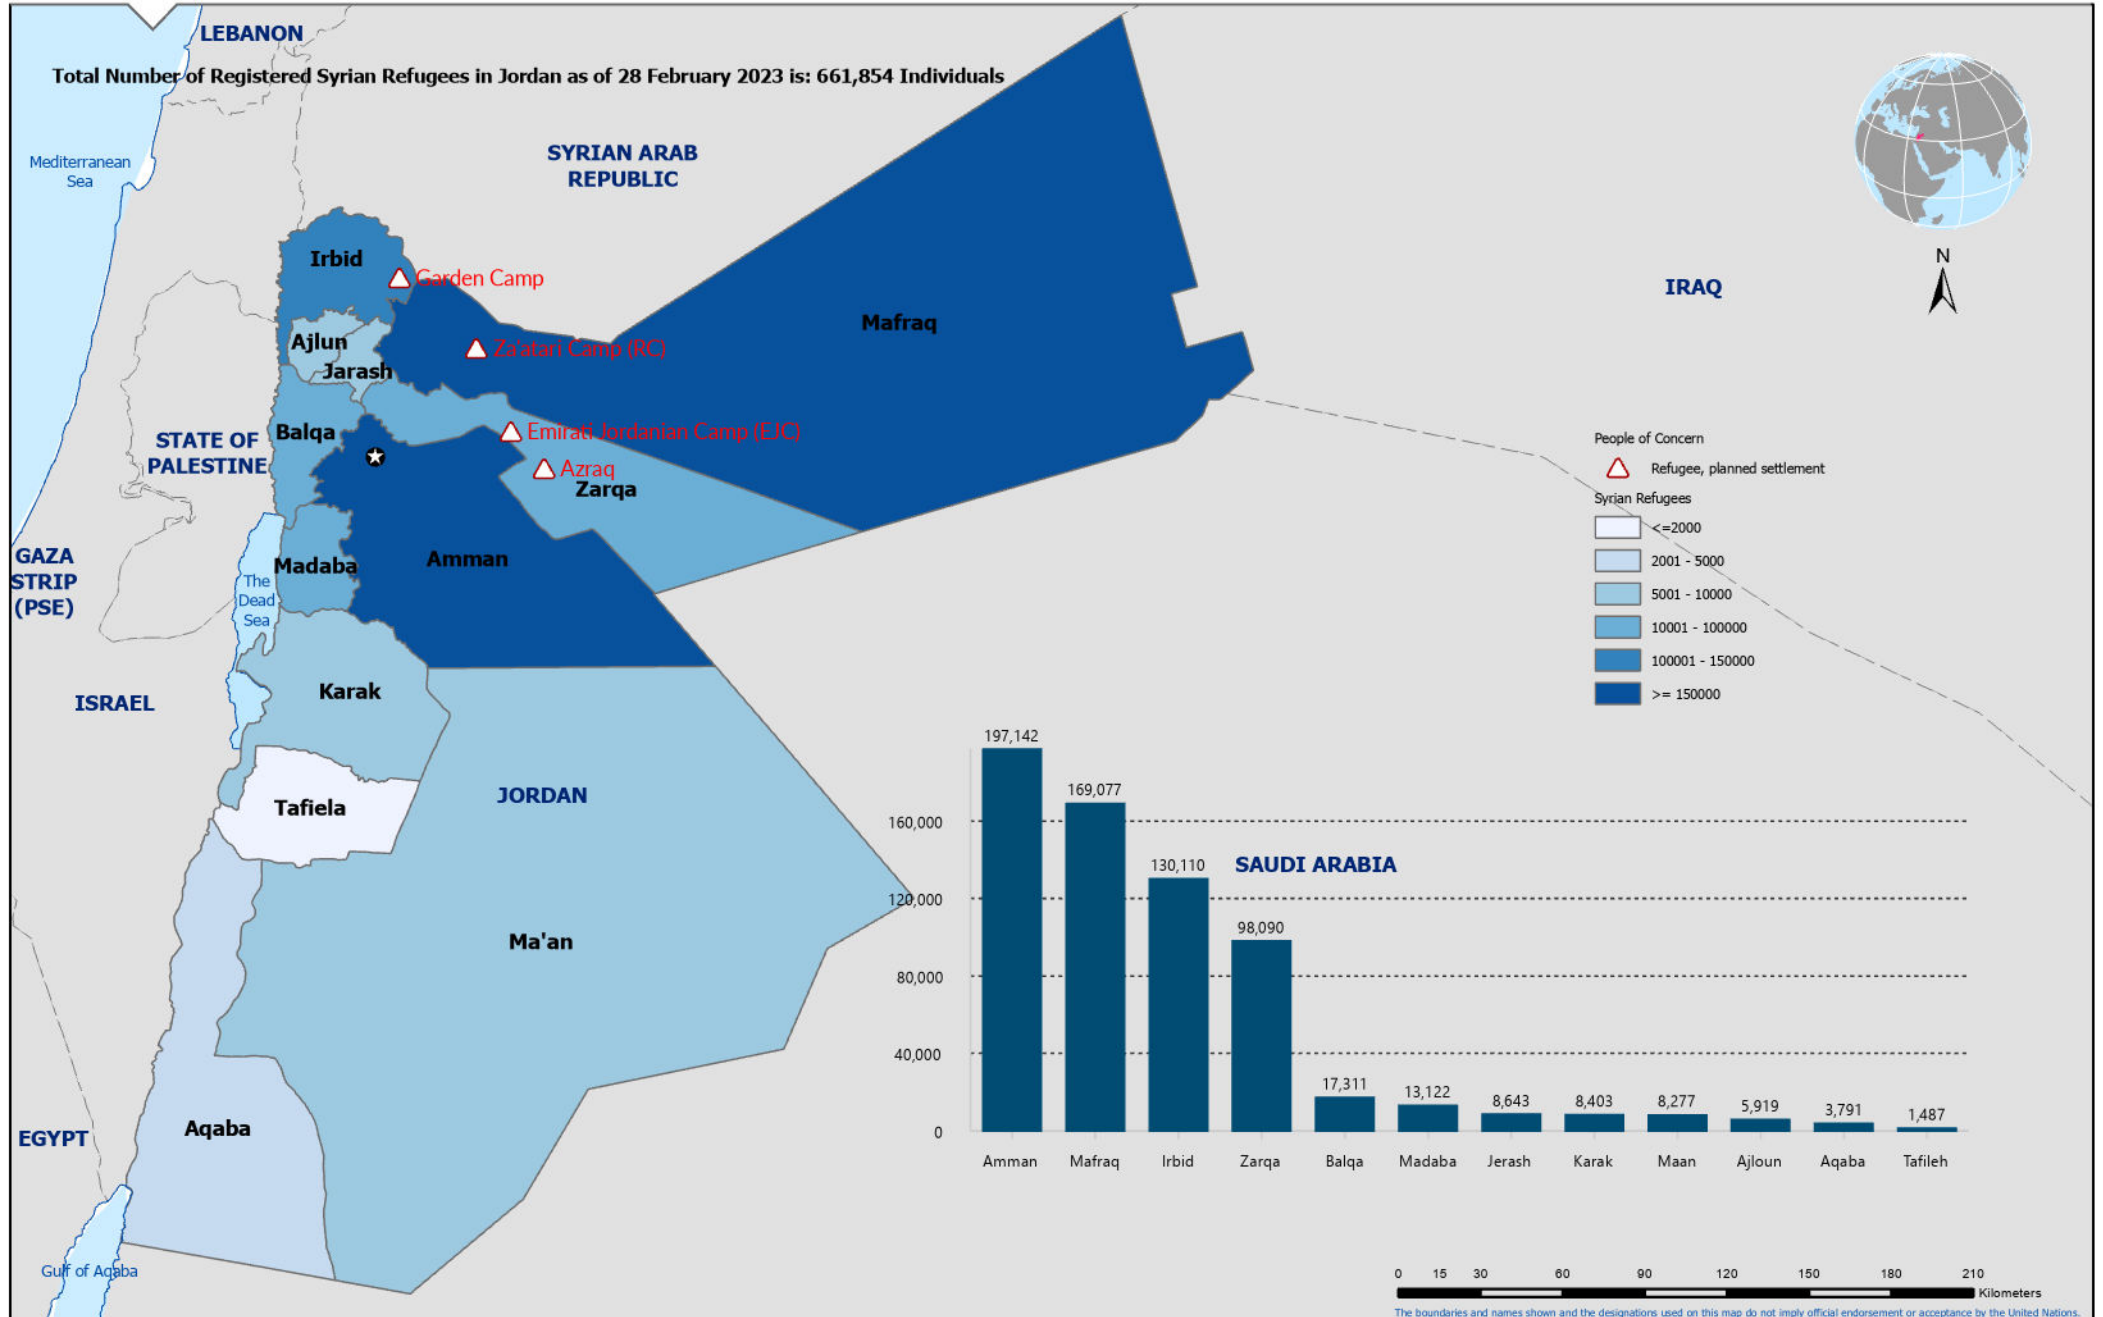 LEBANON
Total Number of Registered Syrian Refugees in Jordan as of 28 February 2023 is: 661,854 Individuals
Mediterranean
Sea
SYRIAN ARAB
REPUBLIC
N
IRAQ
Irbid
Garden Camp
Mafraq
Ajlun
Za'atari Camp (RC)
Jarash
Balqa
STATE OF
PALESTINE
Emirati Jordanian Camp (EJC)
Azraq
Zarqa
GAZA
STRIP
(PSE)
The
Dead
Sea
Madaba
Amman
People of Concern
Refugee, planned settlement
Syrian Refugees
<=2000
2001 - 5000
5001 - 10000
10001 - 100000
100001 - 150000
>= 150000
ISRAEL
Karak
Tafiela
JORDAN
Ma'an
Aqaba
EGYPT
Gulf of Aqaba
SAUDI ARABIA
197,142
169,077
130,110
98,090
17,311
13,122
8,643
8,403
8,277
5,919
3,791
1,487
160,000
120,000
80,000
40,000
0
Amman Mafraq Irbid Zarqa Balqa Madaba Jerash Karak Maan Ajloun Aqaba Tafileh
0 15 30 60 90 120 150 180 210
Kilometers
The boundaries and names shown and the designations used on this map do not imply official endorsement or acceptance by the United Nations.